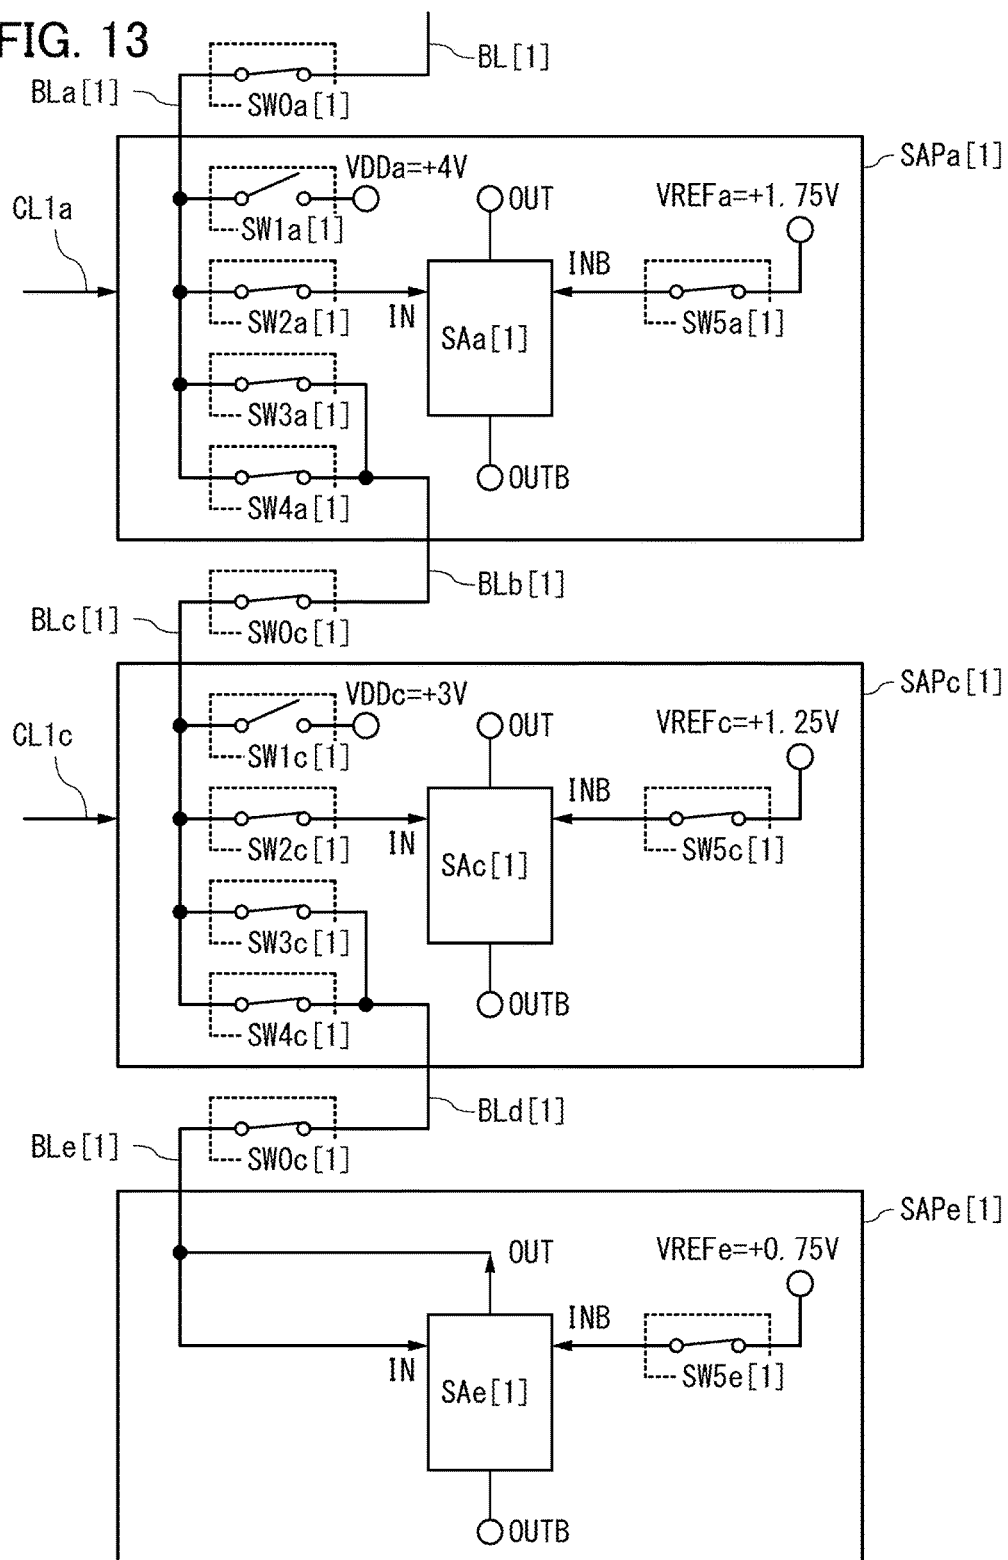 FIG. 13
BL[1]
BLa[1]
SW0a[1]
SAPa[1]
VDDa=+4V
OUT
VREFa=+1.75V
CL1a
SW1a[1]
INB
IN
SAa[1]
SW2a[1]
SW5a[1]
SW3a[1]
OUTB
SW4a[1]
BLb[1]
BLc[1]
SW0c[1]
SAPc[1]
VDDc=+3V
OUT
VREFc=+1.25V
CL1c
SW1c[1]
INB
IN
SAc[1]
SW2c[1]
SW5c[1]
SW3c[1]
OUTB
SW4c[1]
BLd[1]
BLe[1]
SW0c[1]
SAPe[1]
OUT
VREFe=+0.75V
INB
IN
SAe[1]
SW5e[1]
OUTB